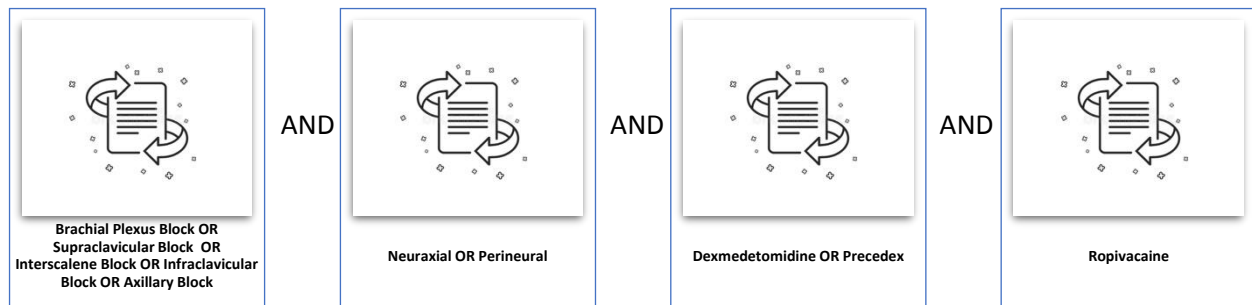 AND
AND
AND
Brachial Plexus Block OR
Supraclavicular Block OR
Interscalene Block OR Infraclavicular
Block OR Axillary Block
Neuraxial OR Perineural
Dexmedetomidine OR Precedex
Ropivacaine